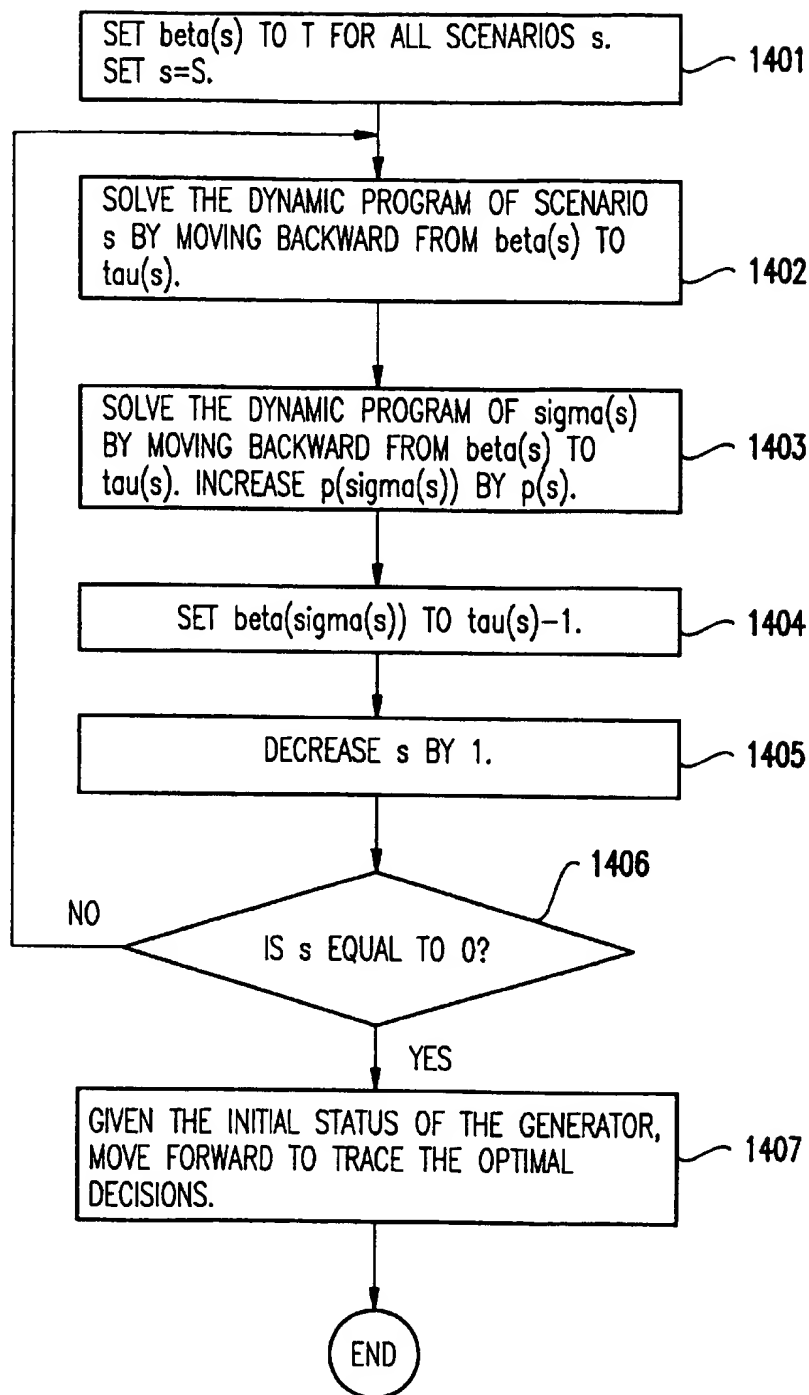 SET beta(s) TO T FOR ALL SCENARIOS s.
SET s=S.
1401
SOLVE THE DYNAMIC PROGRAM OF SCENARIO
s BY MOVING BACKWARD FROM beta(s) TO
tau(s).
1402
SOLVE THE DYNAMIC PROGRAM OF sigma(s)
BY MOVING BACKWARD FROM beta(s) TO
tau(s). INCREASE p(sigma(s)) BY p(s).
1403
SET beta(sigma(s)) TO tau(s)-1.
1404
DECREASE s BY 1.
1405
1406
NO
IS s EQUAL TO 0?
YES
GIVEN THE INITIAL STATUS OF THE GENERATOR,
MOVE FORWARD TO TRACE THE OPTIMAL
DECISIONS.
1407
END